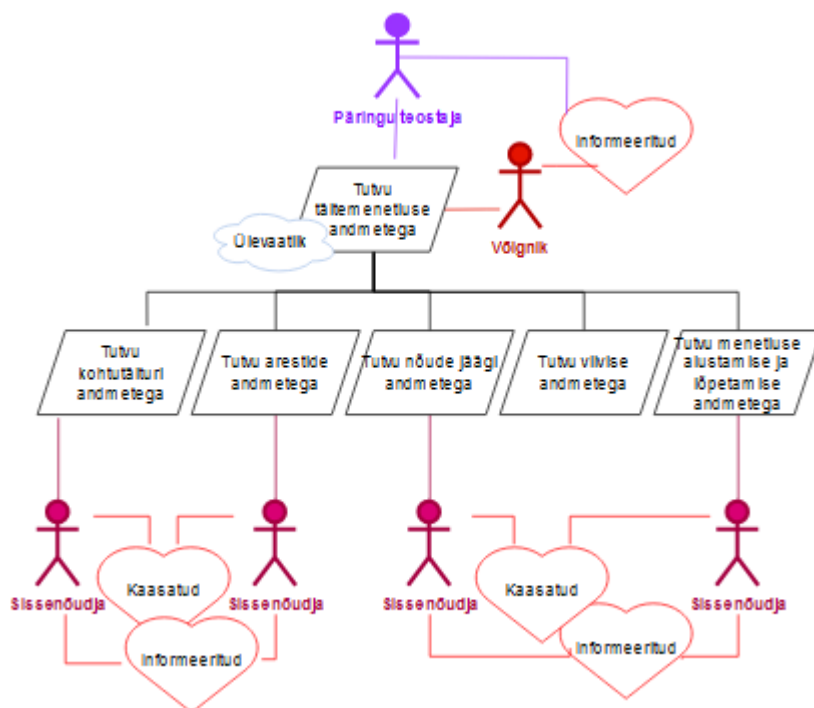 Päringu teostaja
Informeeritud
Tutvu
täitemenetluse
andmetega
Ülevaatlik
Võlgnik
Tutvu
kohtutäituri
andmetega
Tutvu arestide
andmetega
Tutvu nõude jäägi
andmetega
Tutvu viivise
andmetega
Tutvu menetluse
alustamise ja
lõpetamise
andmetega
Kaasatud
Sissenõudja
Sissenõudja
Informeeritud
Kaasatud
Sissenõudja
Sissenõudja
Informeeritud